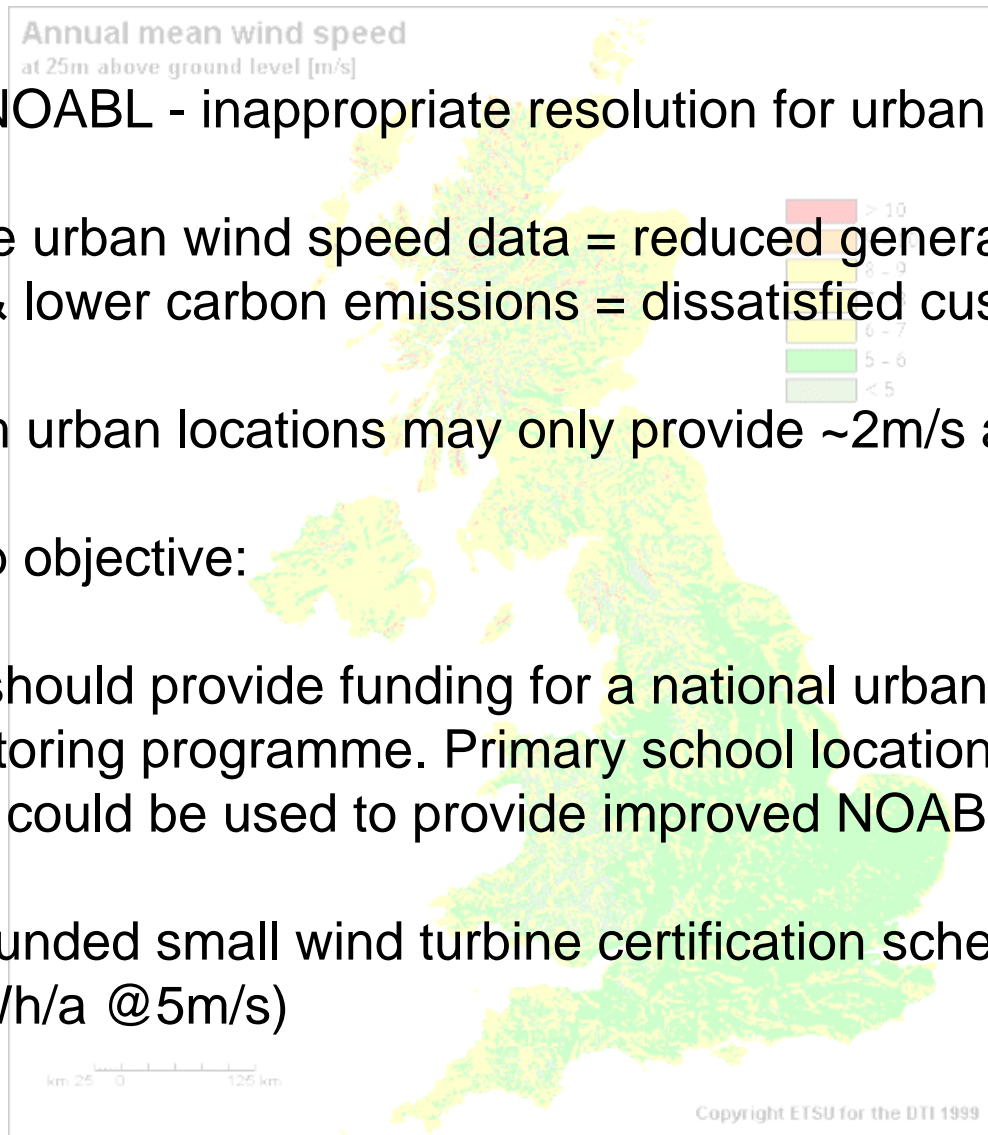 Annual mean wind speed
at 25m above ground level [m/s]
NOABL - inappropriate resolution for urban
e urban wind speed data = reduced genera
> 10
8 - 9
& lower carbon emissions = dissatisfied cus
6 - 7
5 - 6
< 5
n urban locations may only provide ~2m/s a
o objective:
should provide funding for a national urban
toring programme. Primary school location
could be used to provide improved NOAB
unded small wind turbine certification sche
/h/a @5m/s)
km 25 0 125 km
Copyright ETSU for the DTI 1999